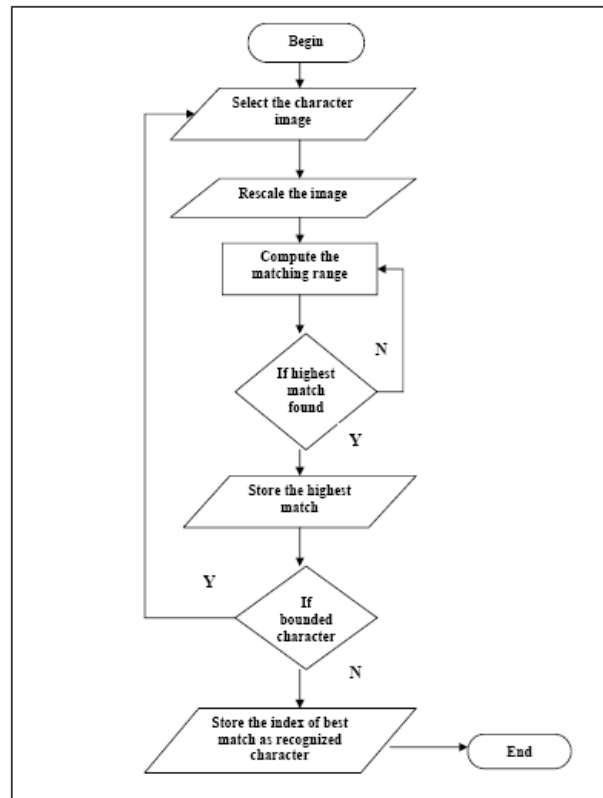 Begin
Select the character
image
Rescale the image
Compute the
matching range
N
If highest
match
found
Y
Store the highest
match
Y
If
bounded
character
N
Store the index of best
match as recognized
character
End